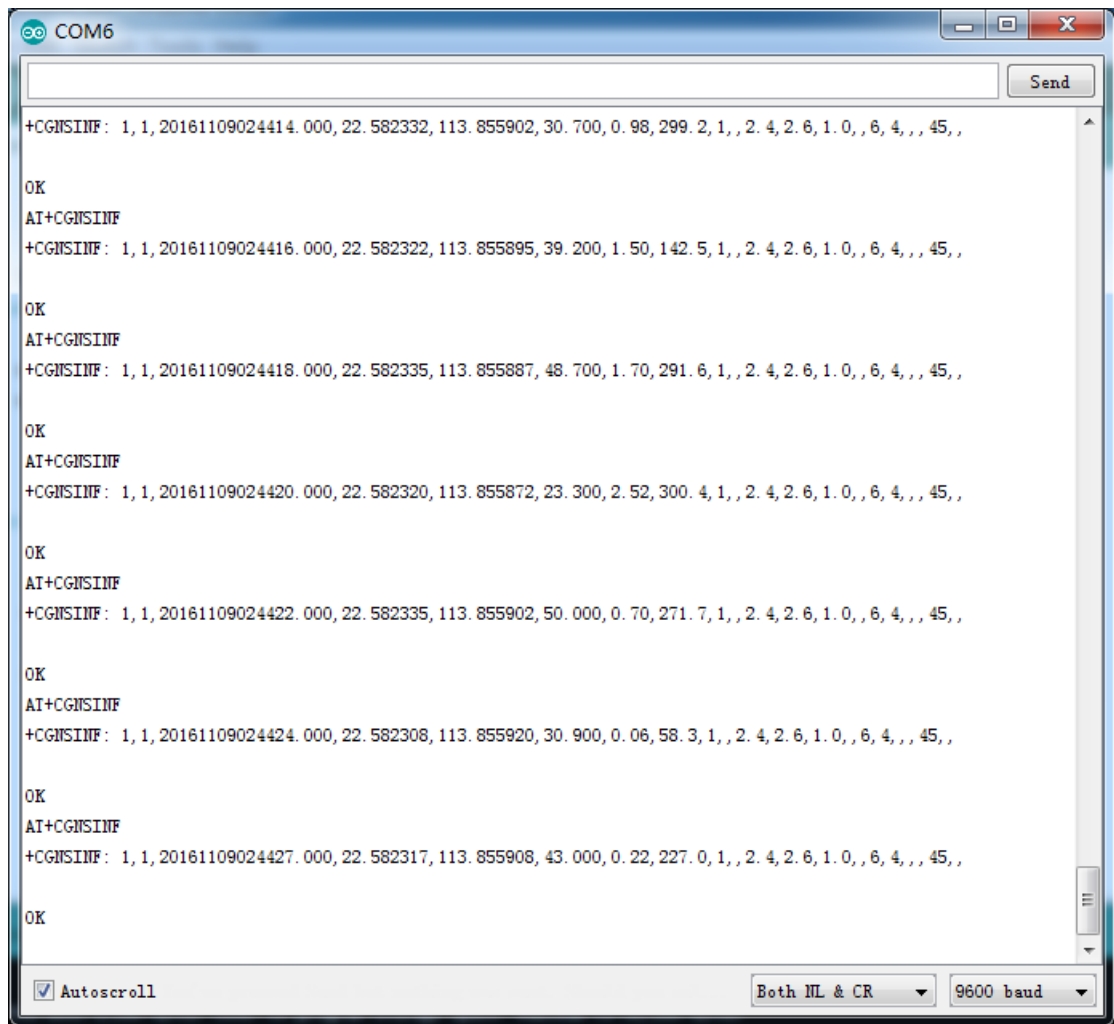 COM6
Send
+CGNSINF: 1,1,20161109024414.000,22.582332,113.855902,30.700,0.98,299.2,1,,2.4,2.6,1.0,,6,4,,,45,,
OK
AT+CGNSINF
+CGNSINF: 1,1,20161109024416.000,22.582322,113.855895,39.200,1.50,142.5,1,,2.4,2.6,1.0,,6,4,,,45,,
OK
AT+CGNSINF
+CGNSINF: 1,1,20161109024418.000,22.582335,113.855887,48.700,1.70,291.6,1,,2.4,2.6,1.0,,6,4,,,45,,
OK
AT+CGNSINF
+CGNSINF: 1,1,20161109024420.000,22.582320,113.855872,23.300,2.52,300.4,1,,2.4,2.6,1.0,,6,4,,,45,,
OK
AT+CGNSINF
+CGNSINF: 1,1,20161109024422.000,22.582335,113.855902,50.000,0.70,271.7,1,,2.4,2.6,1.0,,6,4,,,45,,
OK
AT+CGNSINF
+CGNSINF: 1,1,20161109024424.000,22.582308,113.855920,30.900,0.06,58.3,1,,2.4,2.6,1.0,,6,4,,,45,,
OK
AT+CGNSINF
+CGNSINF: 1,1,20161109024427.000,22.582317,113.855908,43.000,0.22,227.0,1,,2.4,2.6,1.0,,6,4,,,45,,
OK
Autoscroll
Both NL & CR
9600 baud